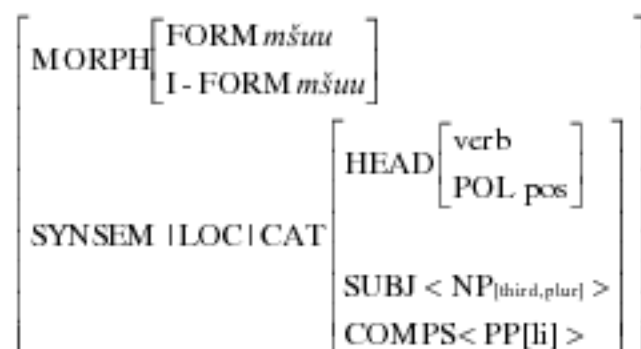 MORPH
FORM mšuu
I-FORM mšuu
SYNSEM |LOC|CAT
HEAD
verb
POL pos
SUBJ < NP[third,plur] >
COMPS< PP[li] >